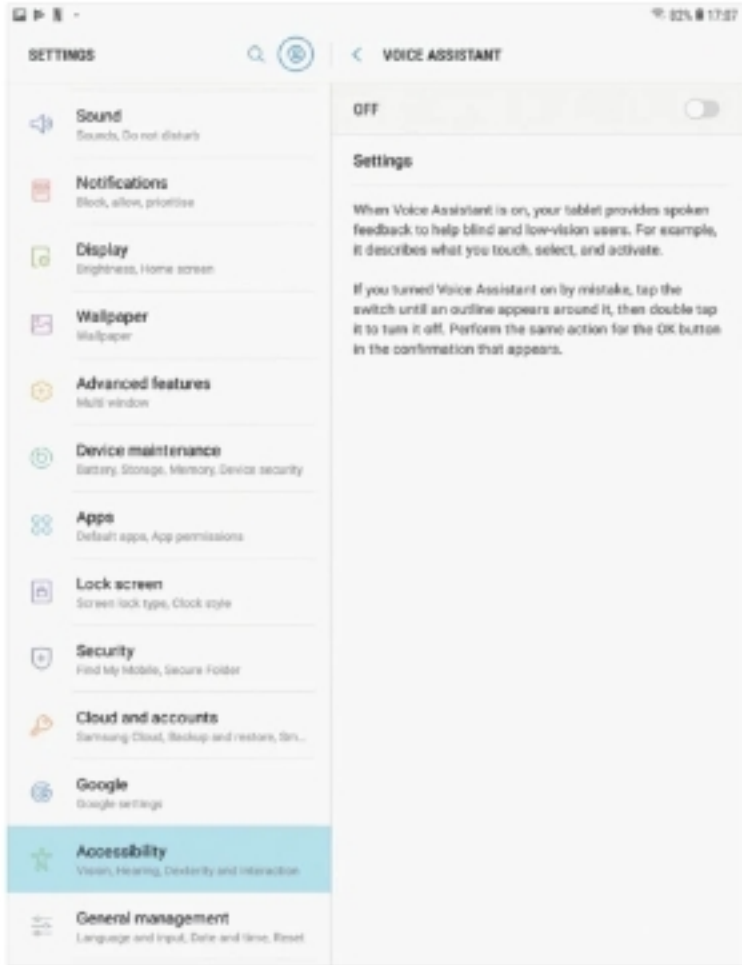 82% 17:07
SETTINGS
Sound
Sounds, Do not disturb
Notifications
Block, allow, prioritise
Display
Brightness, Home screen
Wallpaper
Wallpaper
Advanced features
Multi window
Device maintenance
Battery, Storage, Memory, Device security
Apps
Default apps, App permissions
Lock screen
Screen lock type, Clock style
Security
Find My Mobile, Secure Folder
Cloud and accounts
Samsung Cloud, Backup and restore, Sm...
Google
Google settings
Accessibility
Vision, Hearing, Dexterity and interaction
General management
Language and input, Date and time, Reset
VOICE ASSISTANT
OFF
Settings
When Voice Assistant is on, your tablet provides spoken
feedback to help blind and low-vision users. For example,
it describes what you touch, select, and activate.
If you turned Voice Assistant on by mistake, tap the
switch until an outline appears around it, then double tap
it to turn it off. Perform the same action for the OK button
in the confirmation that appears.